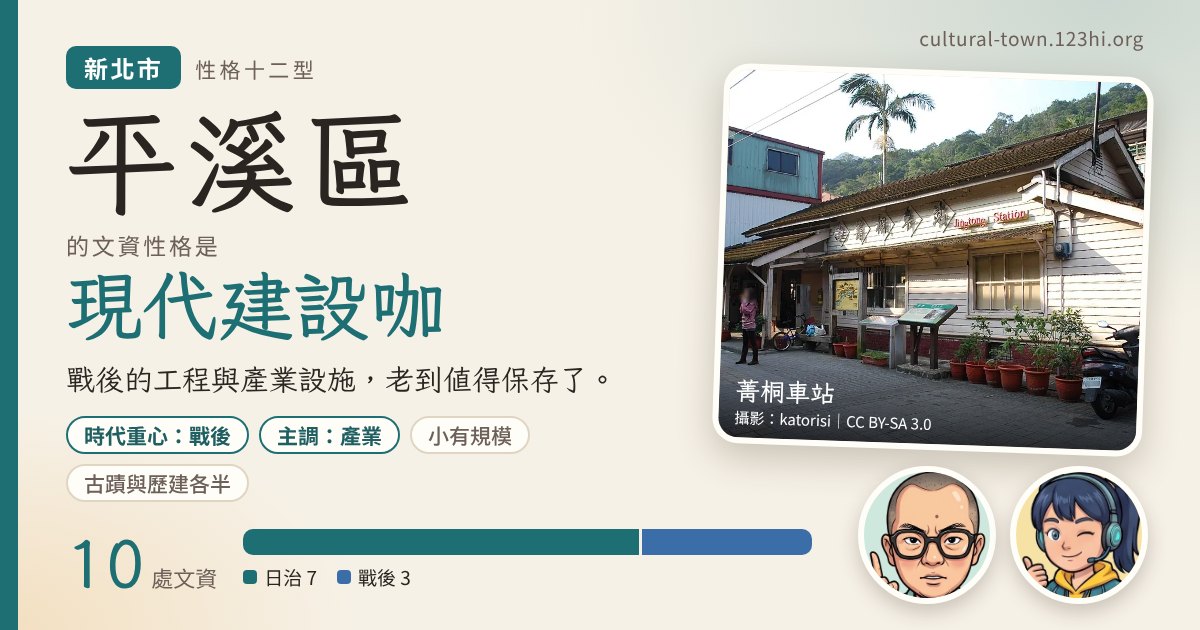 cultural-town.123hi.org
新北市 性格十二型
平溪區
的文資性格是
現代建設咖
戰後的工程與產業設施，老到值得保存了。
時代重心：戰後 主調：產業 小有規模
古蹟與歷建各半
10 處文資
日治 7 戰後 3
Jingtong Station
菁桐車站
攝影：katorisi｜CC BY-SA 3.0